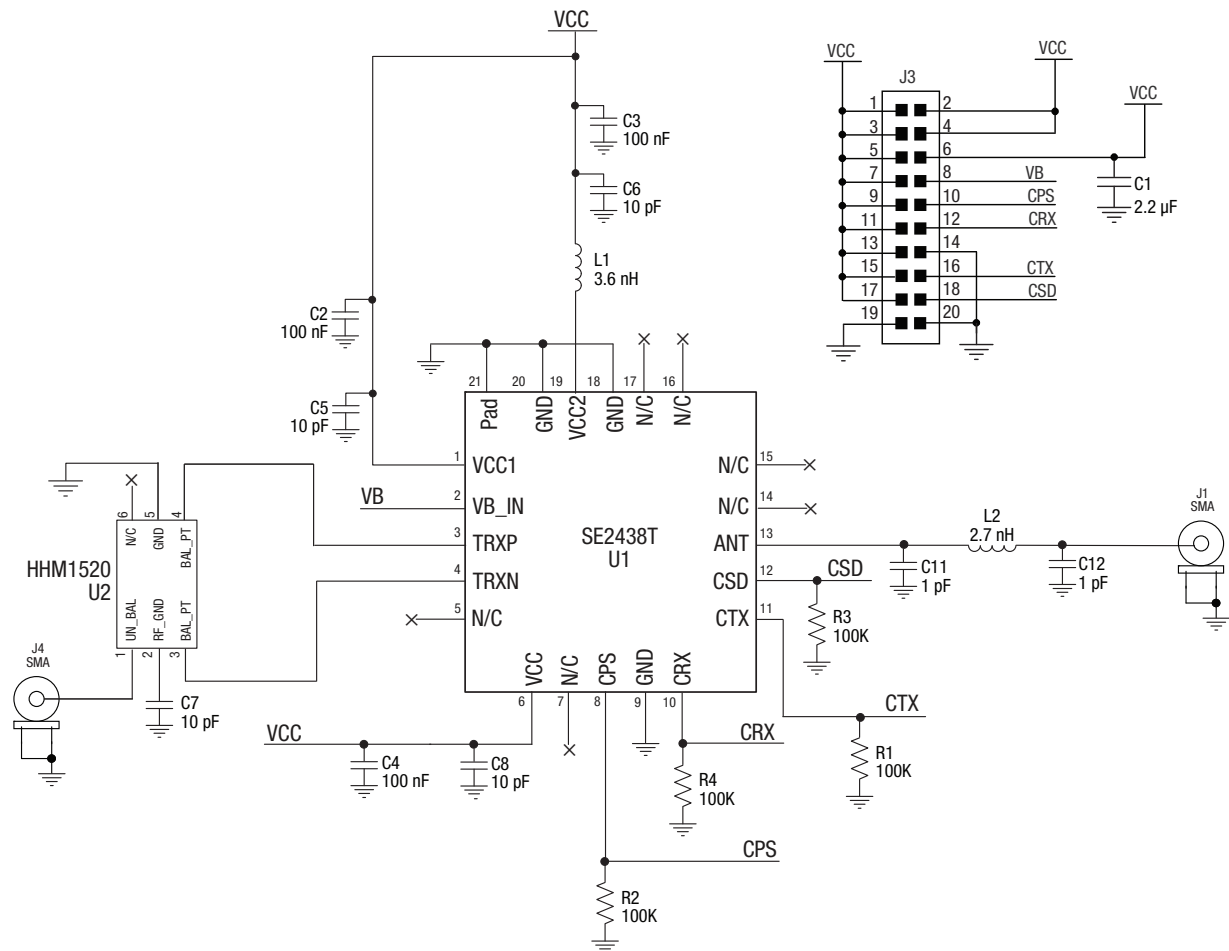 VCC
C3
100 nF
C6
10 pF
L1
3.6 nH
C2
100 nF
C5
10 pF
VCC
VCC
VCC
J3
1
2
3
4
5
6
7
8
VB
9
10
CPS
11
12
CRX
13
14
15
16
CTX
17
18
CSD
19
20
C1
2.2 µF
21
20
19
18
17
16
Pad
GND
VCC2
GND
N/C
N/C
1
VCC1
VB
2
VB_IN
3
TRXP
4
TRXN
5
N/C
SE2438T
U1
N/C
15
N/C
14
ANT
13
CSD
12
CTX
11
VCC
N/C
CPS
GND
CRX
6
7
8
9
10
6
5
4
N/C
GND
BAL_PT
HHM1520
U2
UN_BAL
RF_GND
BAL_PT
1
2
3
J4
SMA
C7
10 pF
VCC
C4
100 nF
C8
10 pF
CSD
R3
100K
C11
1 pF
L2
2.7 nH
C12
1 pF
J1
SMA
CTX
R1
100K
CRX
R4
100K
CPS
R2
100K